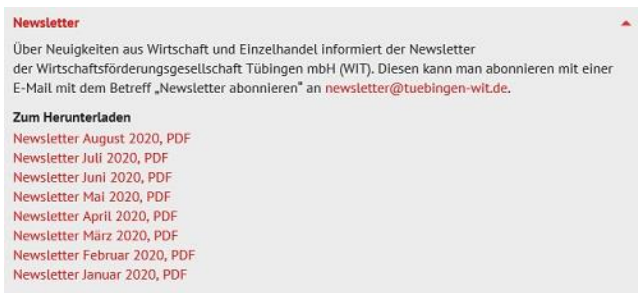 Newsletter
Über Neuigkeiten aus Wirtschaft und Einzelhandel informiert der Newsletter
der Wirtschaftsförderungsgesellschaft Tübingen mbH (WIT). Diesen kann man abonnieren mit einer
E-Mail mit dem Betreff „Newsletter abonnieren“ an newsletter@tuebingen-wit.de.
Zum Herunterladen
Newsletter August 2020, PDF
Newsletter Juli 2020, PDF
Newsletter Juni 2020, PDF
Newsletter Mai 2020, PDF
Newsletter April 2020, PDF
Newsletter März 2020, PDF
Newsletter Februar 2020, PDF
Newsletter Januar 2020, PDF